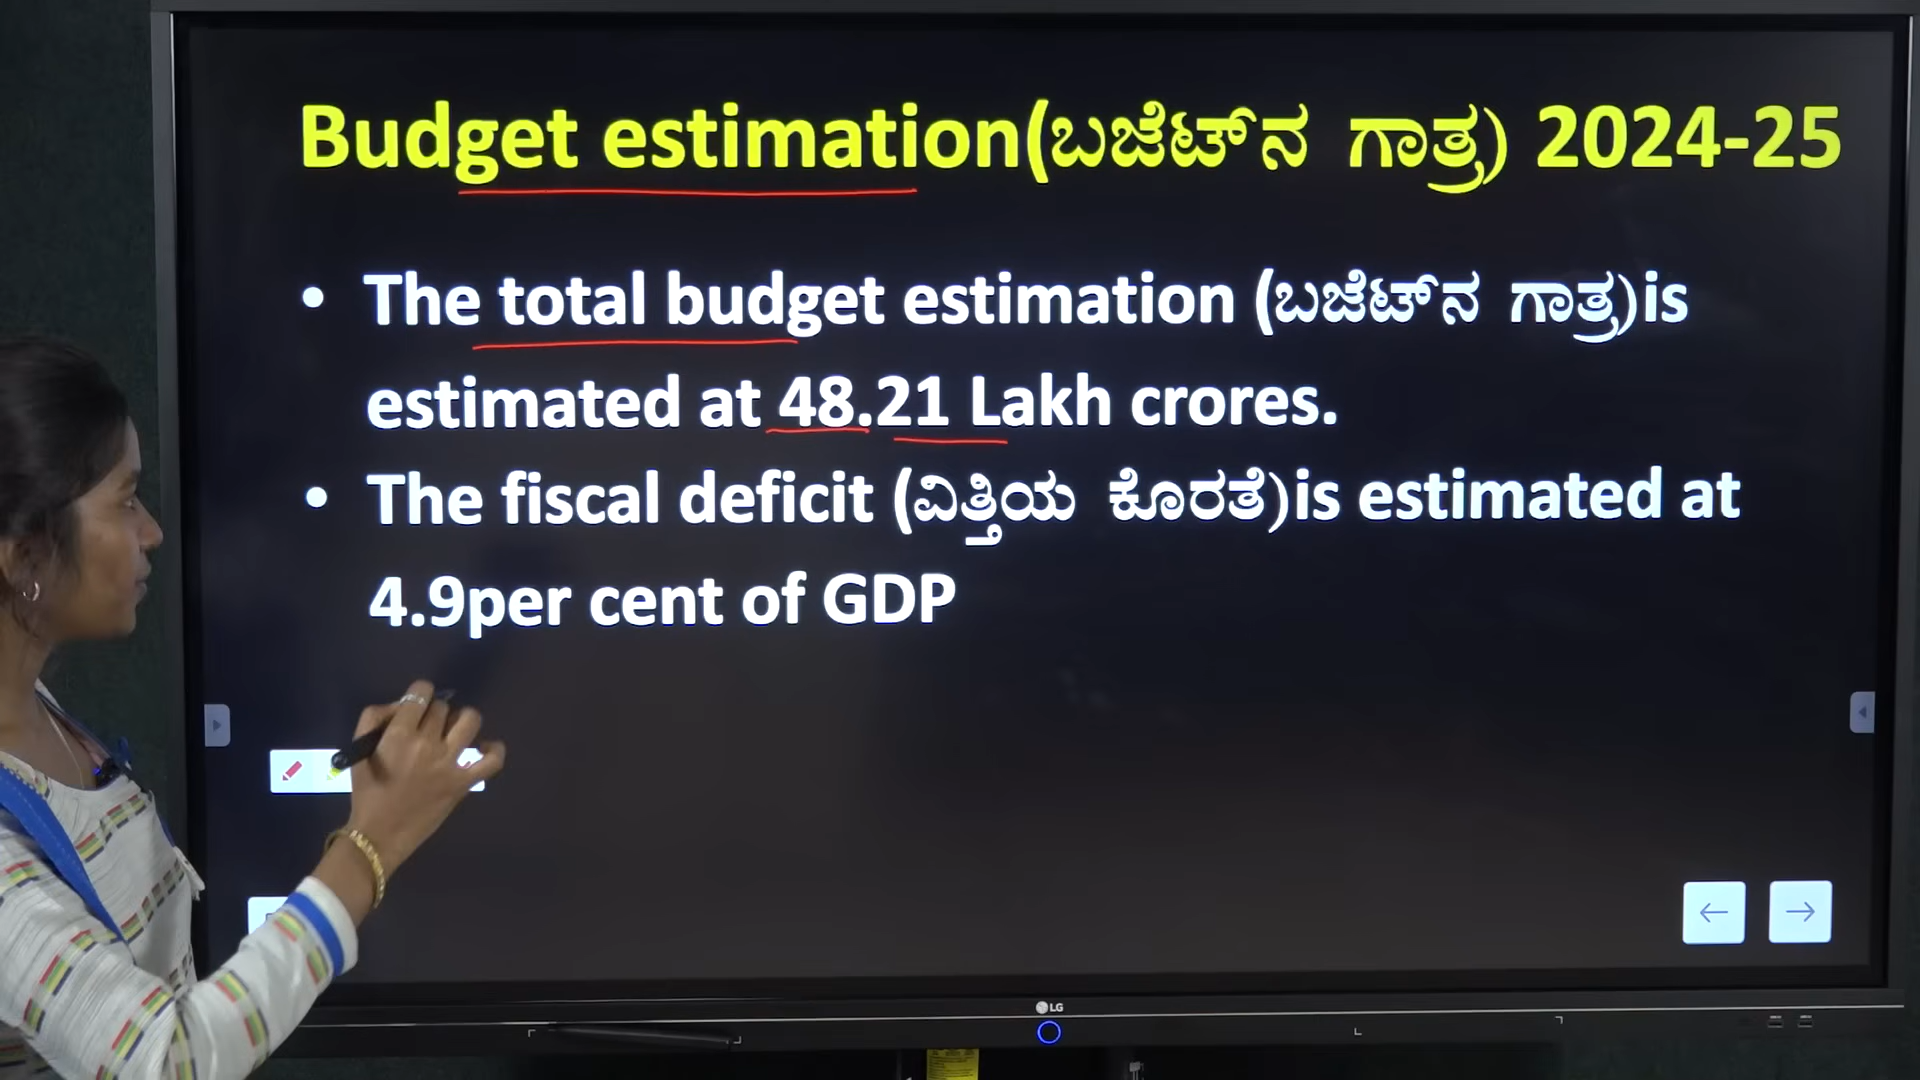 Budget estimation(ಬಜೆಟ್‌ನ ಗಾತ್ರ) 2024-25
• The total budget estimation (ಬಜೆಟ್‌ನ ಗಾತ್ರ)is
estimated at 48.21 Lakh crores.
• The fiscal deficit (ವಿತ್ತಿಯ ಕೊರತೆ)is estimated at
4.9per cent of GDP
LG